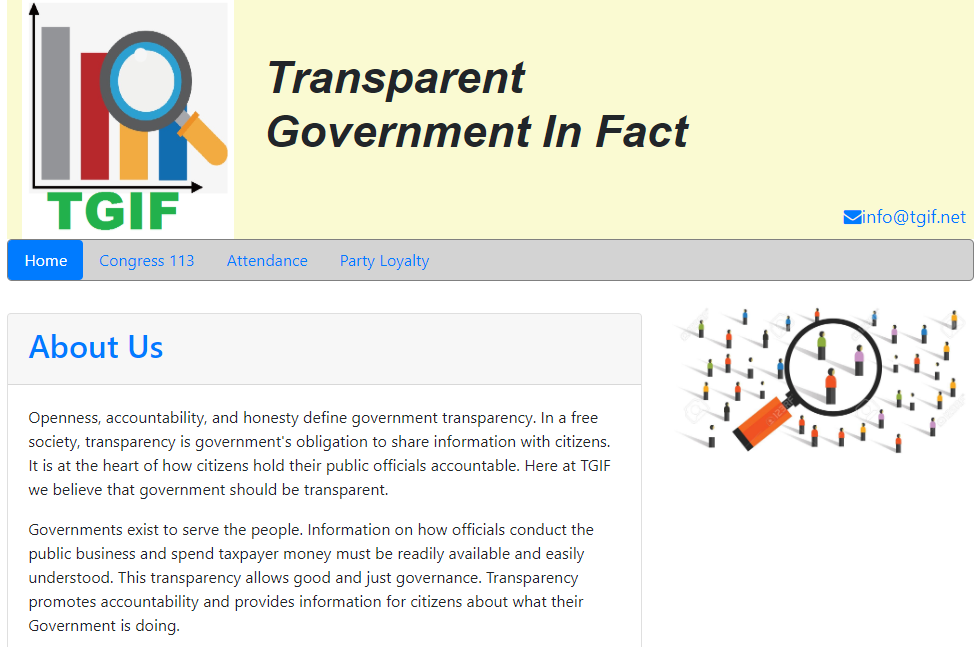 Transparent
Government In Fact
TGIF
info@tgif.net
Home Congress 113 Attendance Party Loyalty
About Us
Openness, accountability, and honesty define government transparency. In a free
society, transparency is government's obligation to share information with citizens.
It is at the heart of how citizens hold their public officials accountable. Here at TGIF
we believe that government should be transparent.
Governments exist to serve the people. Information on how officials conduct the
public business and spend taxpayer money must be readily available and easily
understood. This transparency allows good and just governance. Transparency
promotes accountability and provides information for citizens about what their
Government is doing.